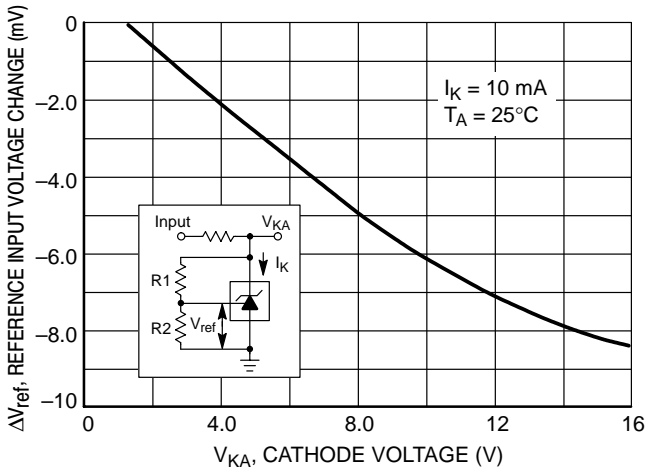 ΔVref, REFERENCE INPUT VOLTAGE CHANGE (mV)
0
–2.0
–4.0
–6.0
–8.0
–10
IK = 10 mA
TA = 25°C
Input
VKA
IK
R1
R2
Vref
0
4.0
8.0
12
16
VKA, CATHODE VOLTAGE (V)